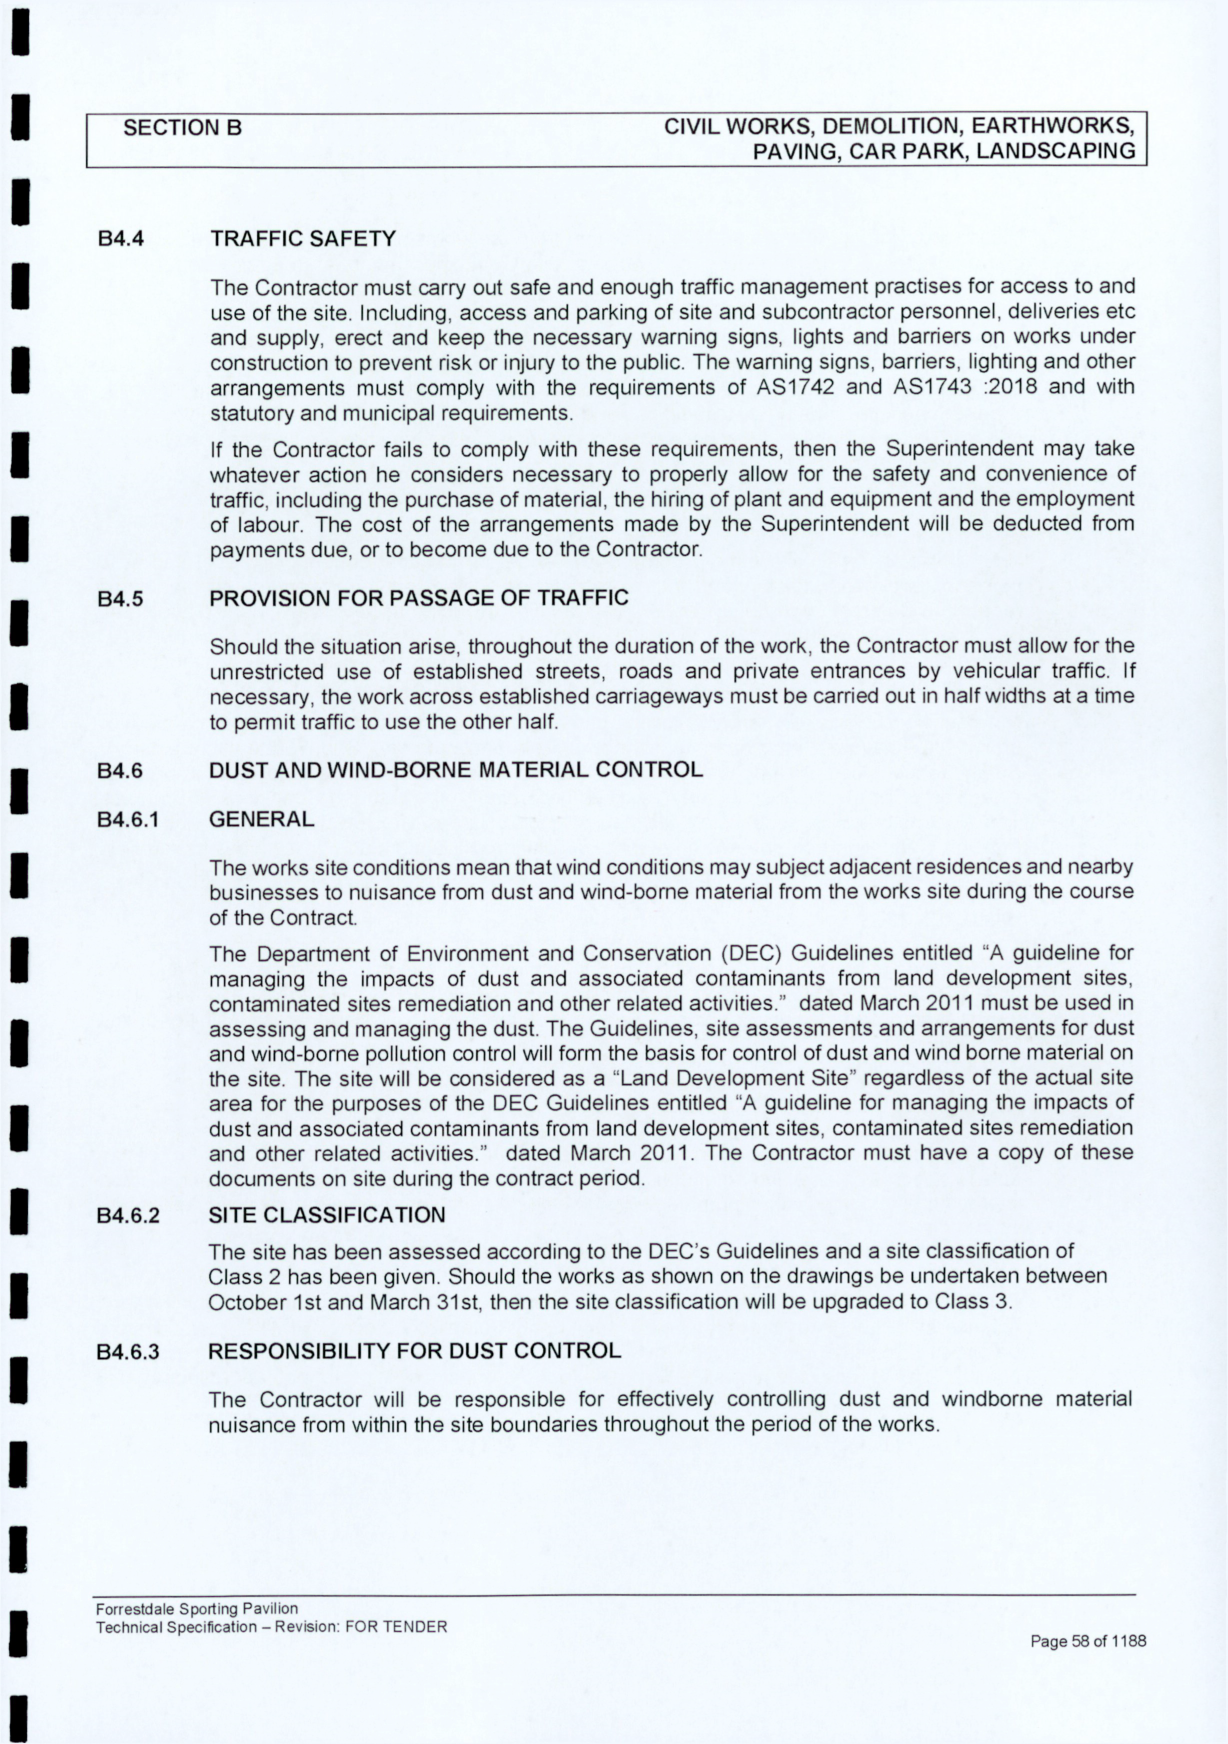 SECTION B
CIVIL WORKS, DEMOLITION, EARTHWORKS,
PAVING, CAR PARK, LANDSCAPING
B4.4 TRAFFIC SAFETY
The Contractor must carry out safe and enough traffic management practises for access to and
use of the site. Including, access and parking of site and subcontractor personnel, deliveries etc
and supply, erect and keep the necessary warning signs, lights and barriers on works under
construction to prevent risk or injury to the public. The warning signs, barriers, lighting and other
arrangements must comply with the requirements of AS1742 and AS1743 :2018 and with
statutory and municipal requirements.
If the Contractor fails to comply with these requirements, then the Superintendent may take
whatever action he considers necessary to properly allow for the safety and convenience of
traffic, including the purchase of material, the hiring of plant and equipment and the employment
of labour. The cost of the arrangements made by the Superintendent will be deducted from
payments due, or to become due to the Contractor.
B4.5 PROVISION FOR PASSAGE OF TRAFFIC
Should the situation arise, throughout the duration of the work, the Contractor must allow for the
unrestricted use of established streets, roads and private entrances by vehicular traffic. If
necessary, the work across established carriageways must be carried out in half widths at a time
to permit traffic to use the other half.
B4.6 DUST AND WIND-BORNE MATERIAL CONTROL
B4.6.1 GENERAL
The works site conditions mean that wind conditions may subject adjacent residences and nearby
businesses to nuisance from dust and wind-borne material from the works site during the course
of the Contract.
The Department of Environment and Conservation (DEC) Guidelines entitled “A guideline for
managing the impacts of dust and associated contaminants from land development sites,
contaminated sites remediation and other related activities.” dated March 2011 must be used in
assessing and managing the dust. The Guidelines, site assessments and arrangements for dust
and wind-borne pollution control will form the basis for control of dust and wind borne material on
the site. The site will be considered as a “Land Development Site” regardless of the actual site
area for the purposes of the DEC Guidelines entitled “A guideline for managing the impacts of
dust and associated contaminants from land development sites, contaminated sites remediation
and other related activities.” dated March 2011. The Contractor must have a copy of these
documents on site during the contract period.
B4.6.2 SITE CLASSIFICATION
The site has been assessed according to the DEC’s Guidelines and a site classification of
Class 2 has been given. Should the works as shown on the drawings be undertaken between
October 1st and March 31st, then the site classification will be upgraded to Class 3.
B4.6.3 RESPONSIBILITY FOR DUST CONTROL
The Contractor will be responsible for effectively controlling dust and windborne material
nuisance from within the site boundaries throughout the period of the works.
Forrestdale Sporting Pavilion
Technical Specification – Revision: FOR TENDER
Page 58 of 1188